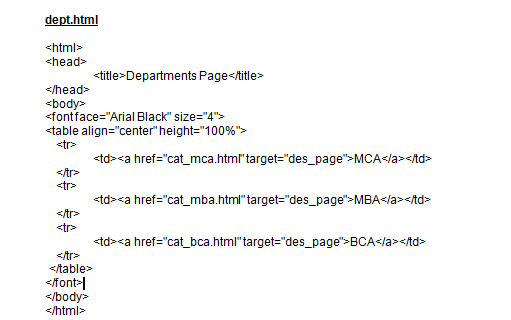 dept.html
<html>
<head>
<title>Departments Page</title>
</head>
<body>
<font face="Arial Black" size="4">
<table align="center" height="100%">
<tr>
<td><a href="cat_mca.html" target="des_page">MCA</a></td>
</tr>
<tr>
<td><a href="cat_mba.html" target="des_page">MBA</a></td>
</tr>
<tr>
<td><a href="cat_bca.html" target="des_page">BCA</a></td>
</tr>
</table>
</font>
</body>
</html>